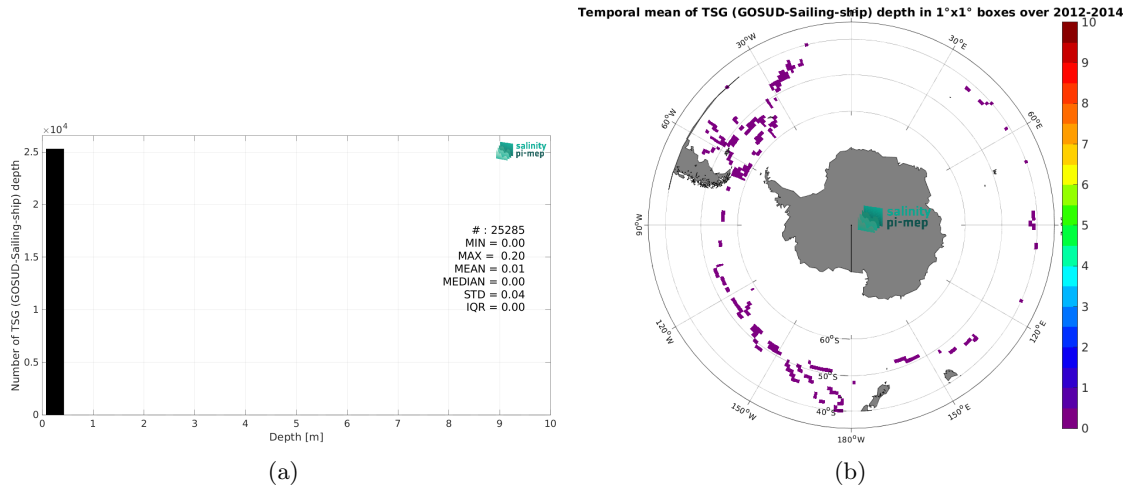 Temporal mean of TSG (GOSUD-Sailing-ship) depth in 1°x1° boxes over 2012-2014
×10⁴
2.5
2
1.5
1
0.5
0
Number of TSG (GOSUD-Sailing-ship) depth
salinity
pi-mep
# : 25285
MIN = 0.00
MAX = 0.20
MEAN = 0.01
MEDIAN = 0.00
STD = 0.04
IQR = 0.00
0 1 2 3 4 5 6 7 8 9 10
Depth [m]
(a)
30°W
30°E
60°W
60°E
90°W
salinity
pi-mep
120°W
120°E
60°S
50°S
40°S
150°W
150°E
180°W
10
9
8
7
6
5
4
3
2
1
0
(b)